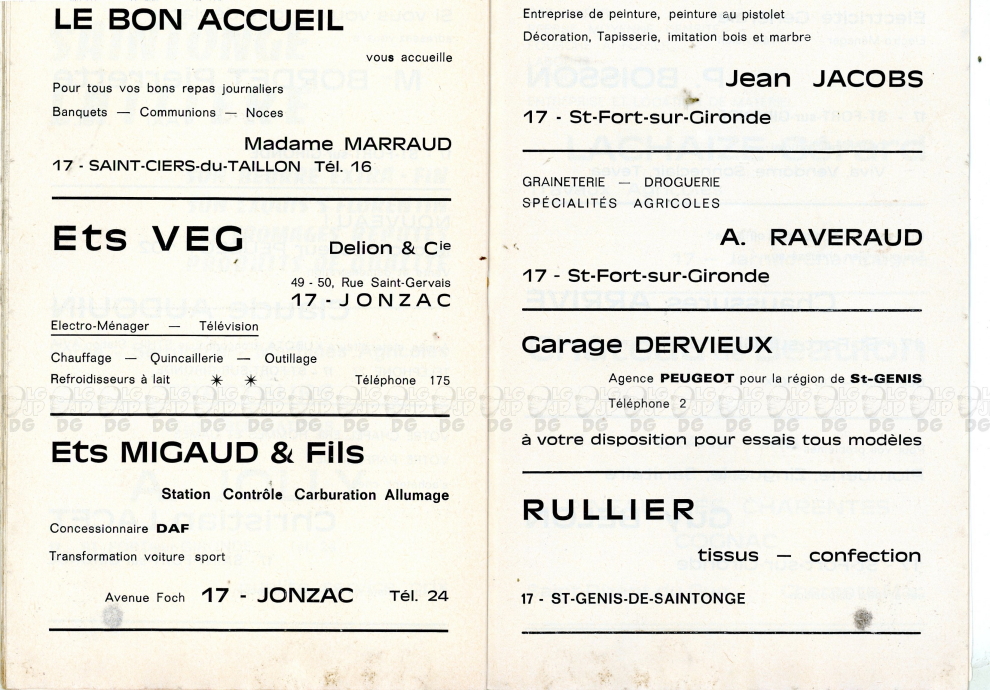 LE BON ACCUEIL
vous accueille
Pour tous vos bons repas journaliers
Banquets — Communions — Noces
Madame MARRAUD
17 - SAINT-CIERS-du-TAILLON Tél. 16
Ets VEG
Delion & Cie
49 - 50, Rue Saint-Gervais
17 - JONZAC
Electro-Ménager — Télévision
Chauffage — Quincaillerie — Outillage
Refroidisseurs à lait ✳ ✳ Téléphone 175
Ets MIGAUD & Fils
Station Contrôle Carburation Allumage
Concessionnaire DAF
Transformation voiture sport
Avenue Foch 17 - JONZAC Tél. 24
Entreprise de peinture, peinture au pistolet
Décoration, Tapisserie, imitation bois et marbre
Jean JACOBS
17 - St-Fort-sur-Gironde
GRAINETERIE — DROGUERIE
SPÉCIALITÉS AGRICOLES
A. RAVERAUD
17 - St-Fort-sur-Gironde
Garage DERVIEUX
Agence PEUGEOT pour la région de St-GENIS
Téléphone 2
à votre disposition pour essais tous modèles
RULLIER
tissus — confection
17 - ST-GENIS-DE-SAINTONGE